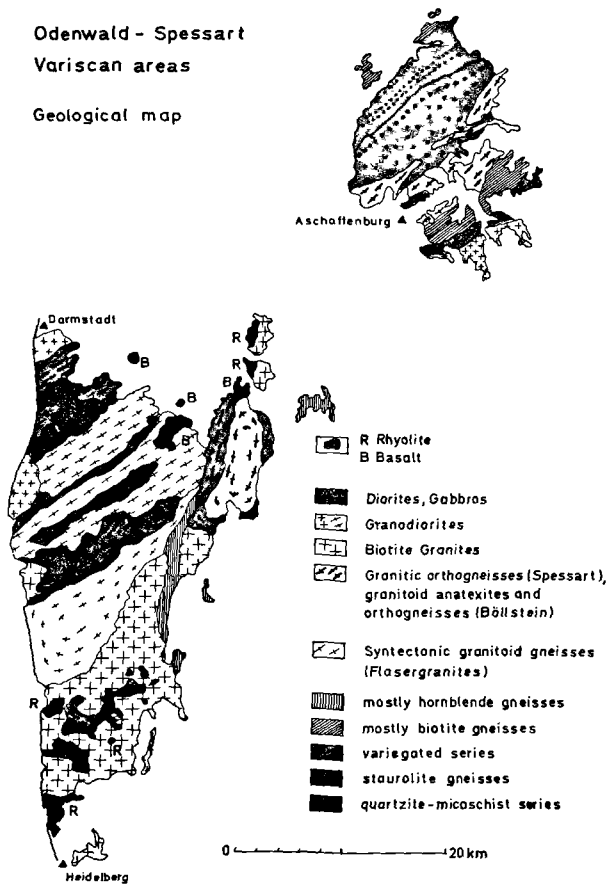 Odenwald - Spessart
Variscan areas
Geological map
Aschaffenburg
Darmstadt
R
B
R
B
B
B
R Rhyolite
B Basalt
Diorites, Gabbros
Granodiorites
Biotite Granites
Granitic orthogneisses (Spessart),
granitoid anatexites and
orthogneisses (Böllstein)
Syntectonic granitoid gneisses
(Flasergranites)
R
mostly hornblende gneisses
mostly biotite gneisses
R
variegated series
staurolite gneisses
quartzite-micaschist series
R
0 20 km
Heidelberg